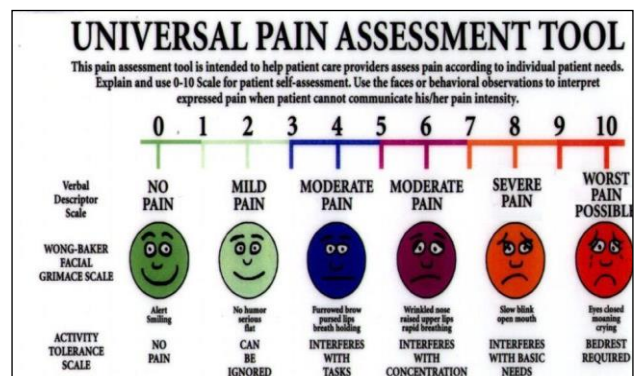 UNIVERSAL PAIN ASSESSMENT TOOL
This pain assessment tool is intended to help patient care providers assess pain according to individual patient needs.
Explain and use 0-10 Scale for patient self-assessment. Use the faces or behavioral observations to interpret
expressed pain when patient cannot communicate his/her pain intensity.
0 1 2 3 4 5 6 7 8 9 10
Verbal
Descriptor
Scale
NO
PAIN
MILD
PAIN
MODERATE
PAIN
MODERATE
PAIN
SEVERE
PAIN
WORST
PAIN
POSSIBLE
WONG-BAKER
FACIAL
GRIMACE SCALE
Alert
Smiling
No humor
serious
flat
Furrowed brow
pursed lips
breath holding
Wrinkled nose
raised upper lips
rapid breathing
Slow blink
open mouth
Eyes closed
moaning
crying
ACTIVITY
TOLERANCE
SCALE
NO
PAIN
CAN
BE
IGNORED
INTERFERES
WITH
TASKS
INTERFERES
WITH
CONCENTRATION
INTERFERES
WITH BASIC
NEEDS
BEDREST
REQUIRED